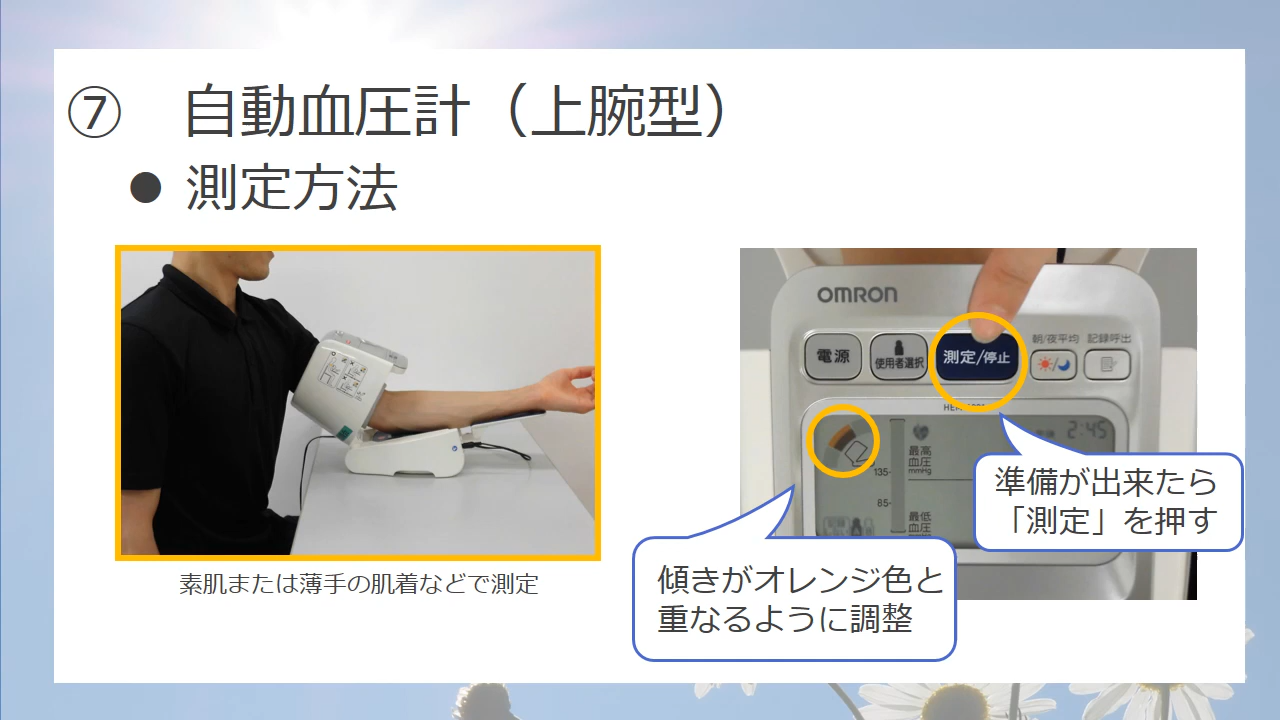 ⑦ 自動血圧計（上腕型）
● 測定方法
素肌または薄手の肌着などで測定
OMRON
電源
使用者選択
測定/停止
朝/夜平均
記録呼出
2:45
最高
血圧
mmHg
135-
85-
最低
血圧
準備が出来たら
「測定」を押す
傾きがオレンジ色と
重なるように調整